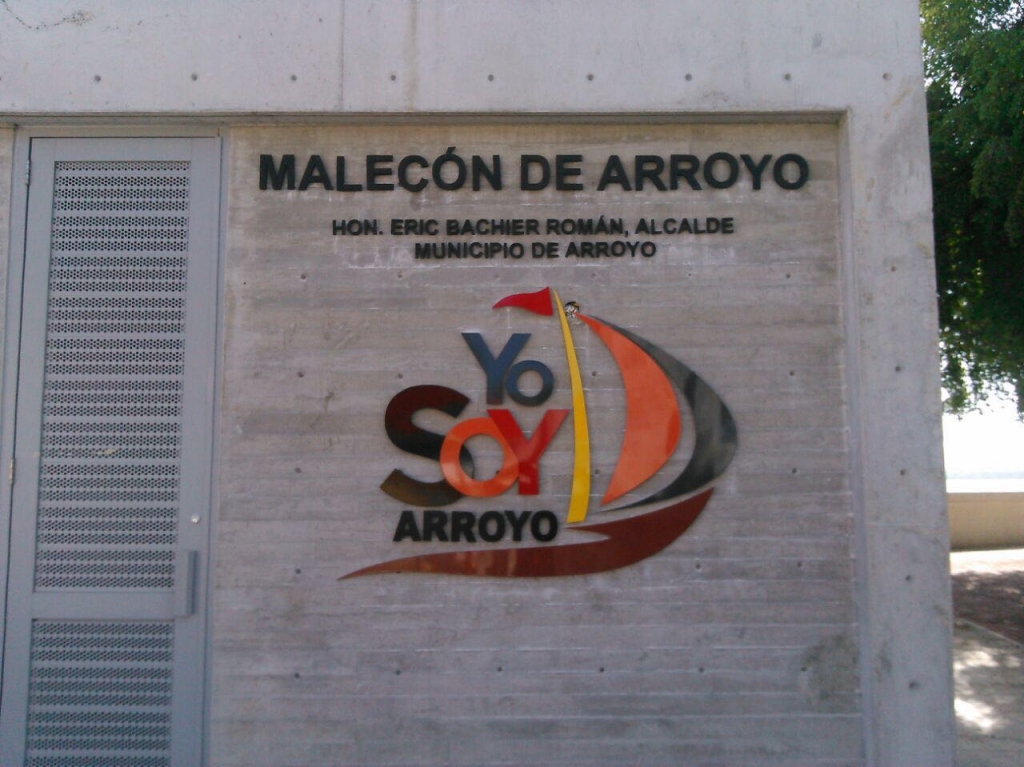 MALECÓN DE ARROYO
HON. ERIC BACHIER ROMÁN, ALCALDE
MUNICIPIO DE ARROYO
YO
SOY
ARROYO